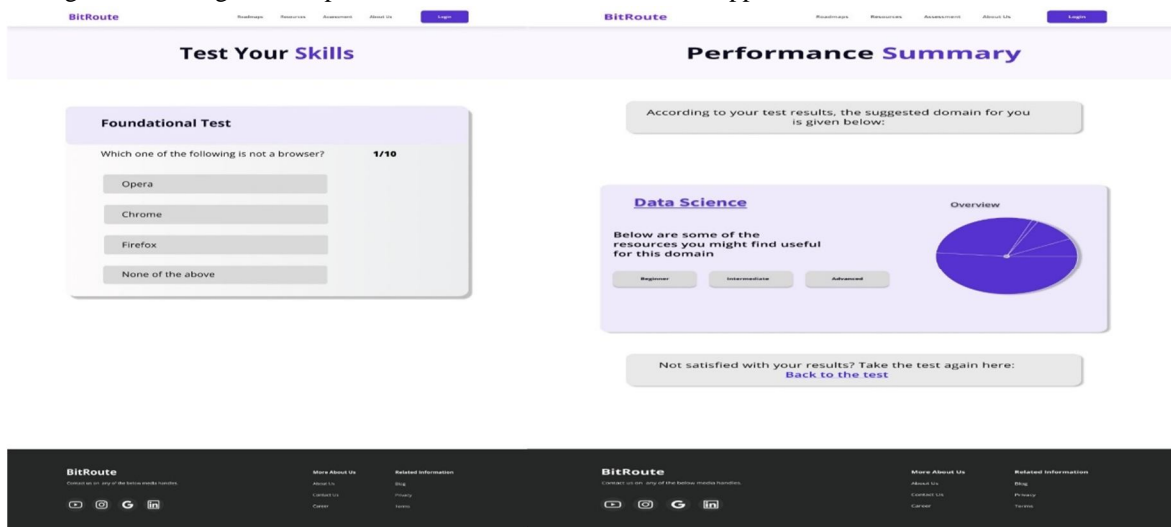 BitRoute
Roadmaps Resources Assessment About Us Login
Test Your Skills
Foundational Test
Which one of the following is not a browser? 1/10
Opera
Chrome
Firefox
None of the above
BitRoute
Contact us on any of the below media handles.
More About Us
About Us
Contact Us
Career
Related Information
Blog
Privacy
Terms
BitRoute
Roadmaps Resources Assessment About Us Login
Performance Summary
According to your test results, the suggested domain for you
is given below:
Data Science
Below are some of the
resources you might find useful
for this domain
Beginner Intermediate Advanced
Overview
Not satisfied with your results? Take the test again here:
Back to the test
BitRoute
Contact us on any of the below media handles.
More About Us
About Us
Contact Us
Career
Related Information
Blog
Privacy
Terms